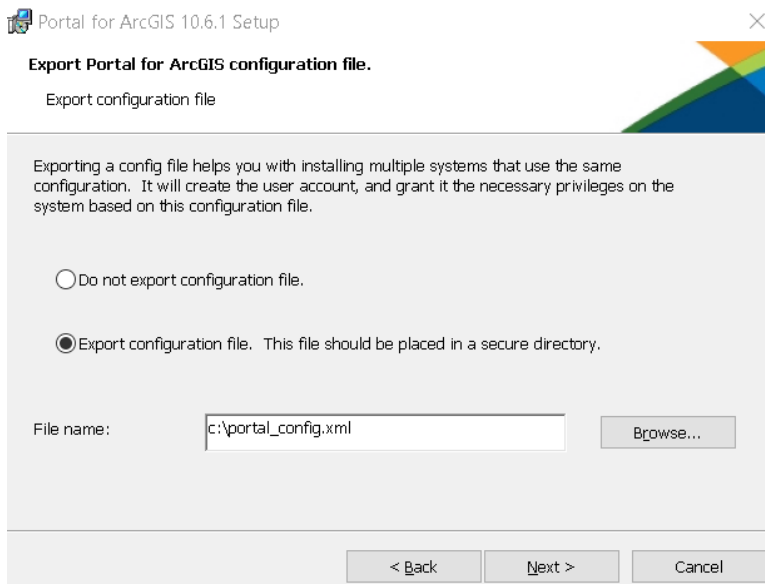 Portal for ArcGIS 10.6.1 Setup
Export Portal for ArcGIS configuration file.
Export configuration file
Exporting a config file helps you with installing multiple systems that use the same
configuration.  It will create the user account, and grant it the necessary privileges on the
system based on this configuration file.
Do not export configuration file.
Export configuration file.  This file should be placed in a secure directory.
File name: c:\portal_config.xml Browse...
< Back Next > Cancel